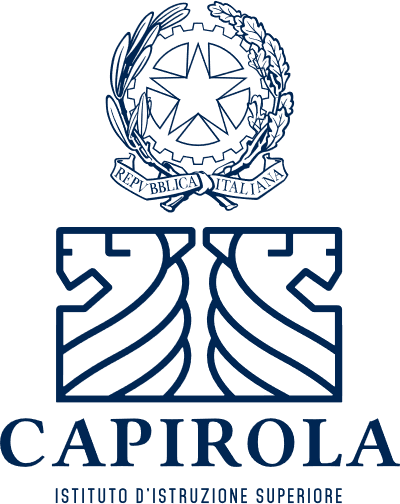 REPVBBLICA ITALIANA
CAPIROLA
ISTITUTO D'ISTRUZIONE SUPERIORE